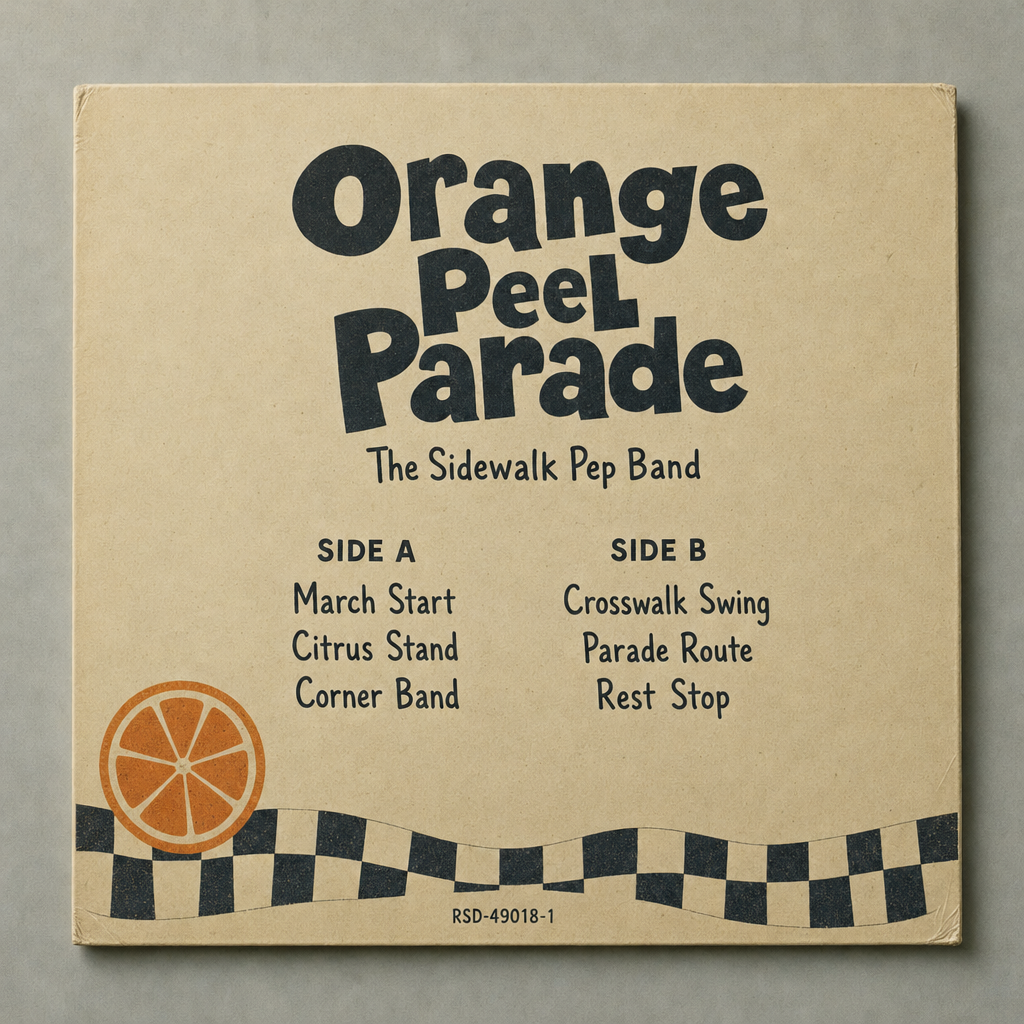 Orange
Peel
Parade
The Sidewalk Pep Band
SIDE A
March Start
Citrus Stand
Corner Band
SIDE B
Crosswalk Swing
Parade Route
Rest Stop
RSD-49018-1